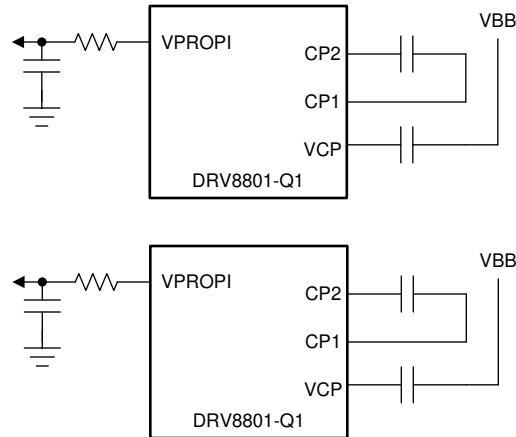 VBB
VPROPI
CP2
CP1
VCP
DRV8801-Q1
VBB
VPROPI
CP2
CP1
VCP
DRV8801-Q1